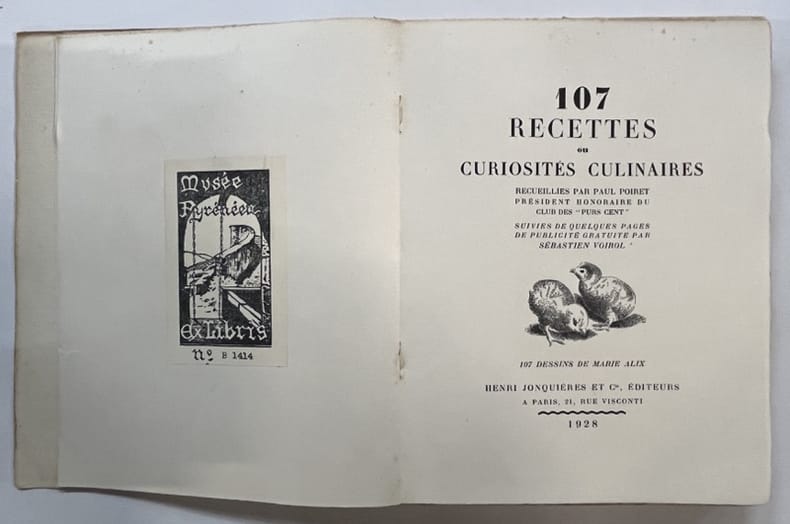 Musée
Pyrénéen
Ex Libris
No B 1414
107
RECETTES
ou
CURIOSITÉS CULINAIRES
RECUEILLIES PAR PAUL POIRET
PRÉSIDENT HONORAIRE DU
CLUB DES "PURS CENT"
SUIVIES DE QUELQUES PAGES
DE PUBLICITÉ GRATUITE PAR
SÉBASTIEN VOIROL
107 DESSINS DE MARIE ALIX
HENRI JONQUIÈRES ET Cie, ÉDITEURS
A PARIS, 21, RUE VISCONTI
1928